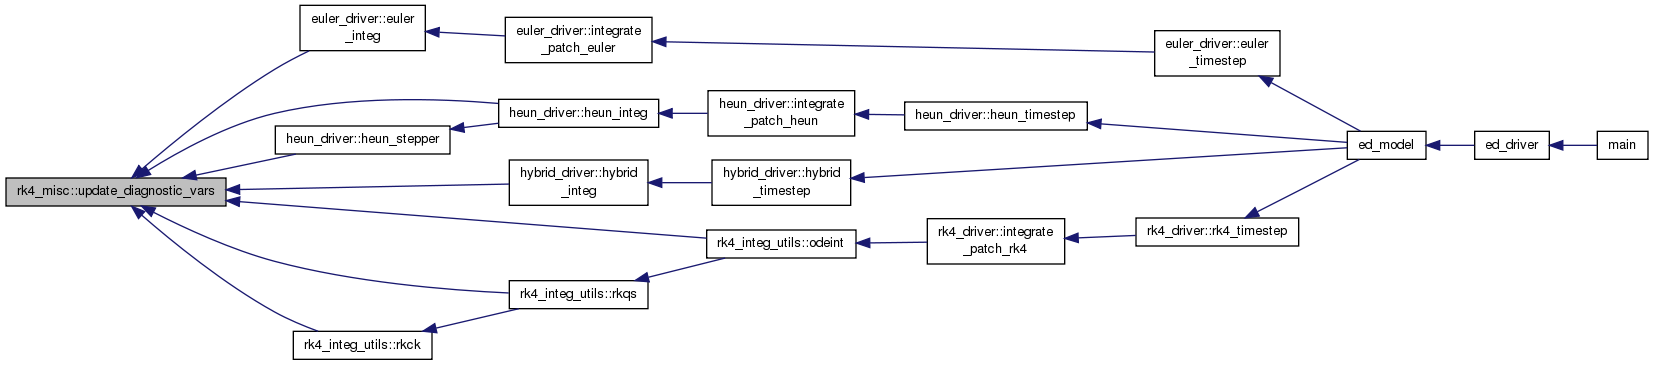 euler_driver::euler
_integ
euler_driver::integrate
_patch_euler
euler_driver::euler
_timestep
heun_driver::heun_integ
heun_driver::integrate
_patch_heun
heun_driver::heun_timestep
heun_driver::heun_stepper
ed_model
ed_driver
main
rk4_misc::update_diagnostic_vars
hybrid_driver::hybrid
_integ
hybrid_driver::hybrid
_timestep
rk4_integ_utils::odeint
rk4_driver::integrate
_patch_rk4
rk4_driver::rk4_timestep
rk4_integ_utils::rkqs
rk4_integ_utils::rkck